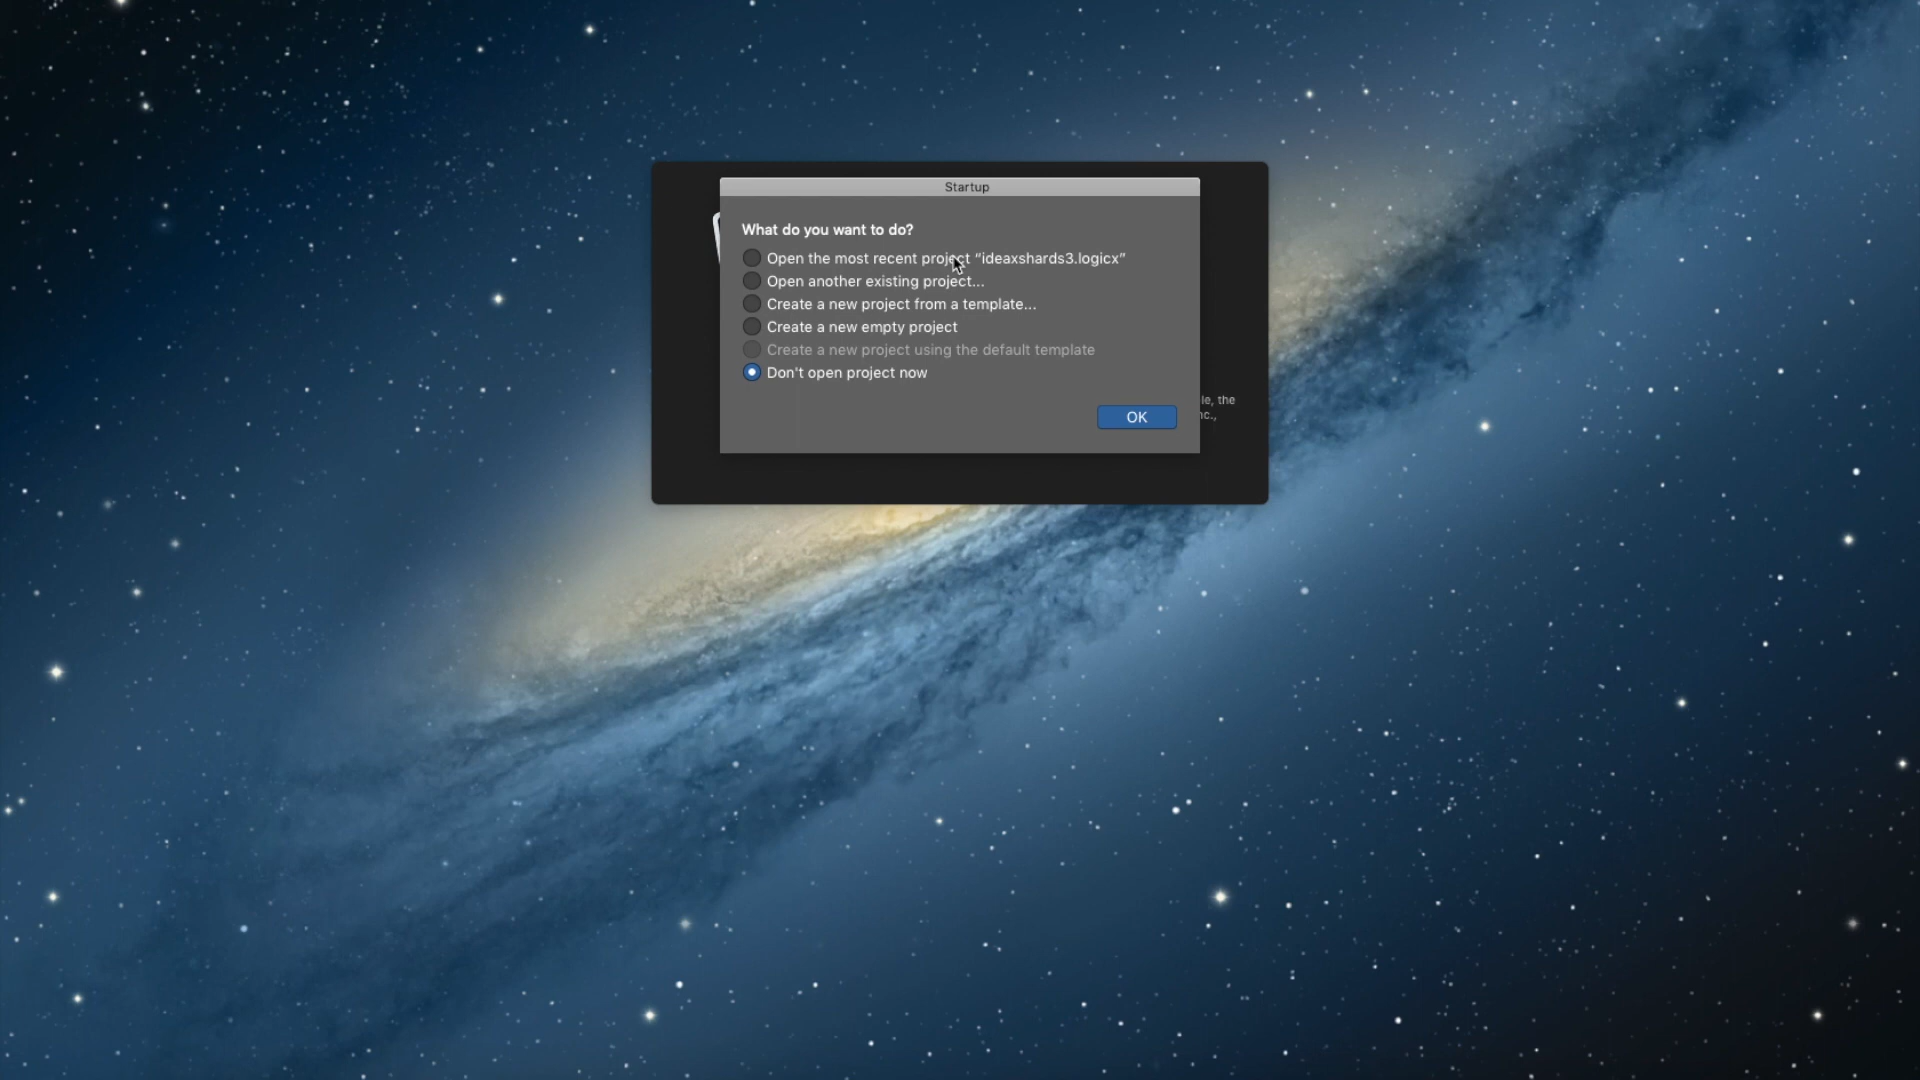 Startup
What do you want to do?
Open the most recent project “ideaxshards3.logicx”
Open another existing project...
Create a new project from a template...
Create a new empty project
Create a new project using the default template
Don't open project now
OK
the